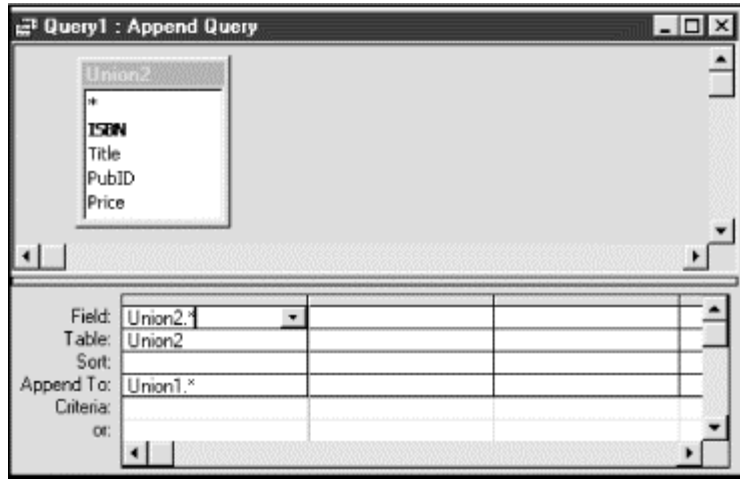 Query1 : Append Query
Union2
*
ISBN
Title
PubID
Price
Field: Union2.*
Table: Union2
Sort:
Append To: Union1.*
Criteria:
or: